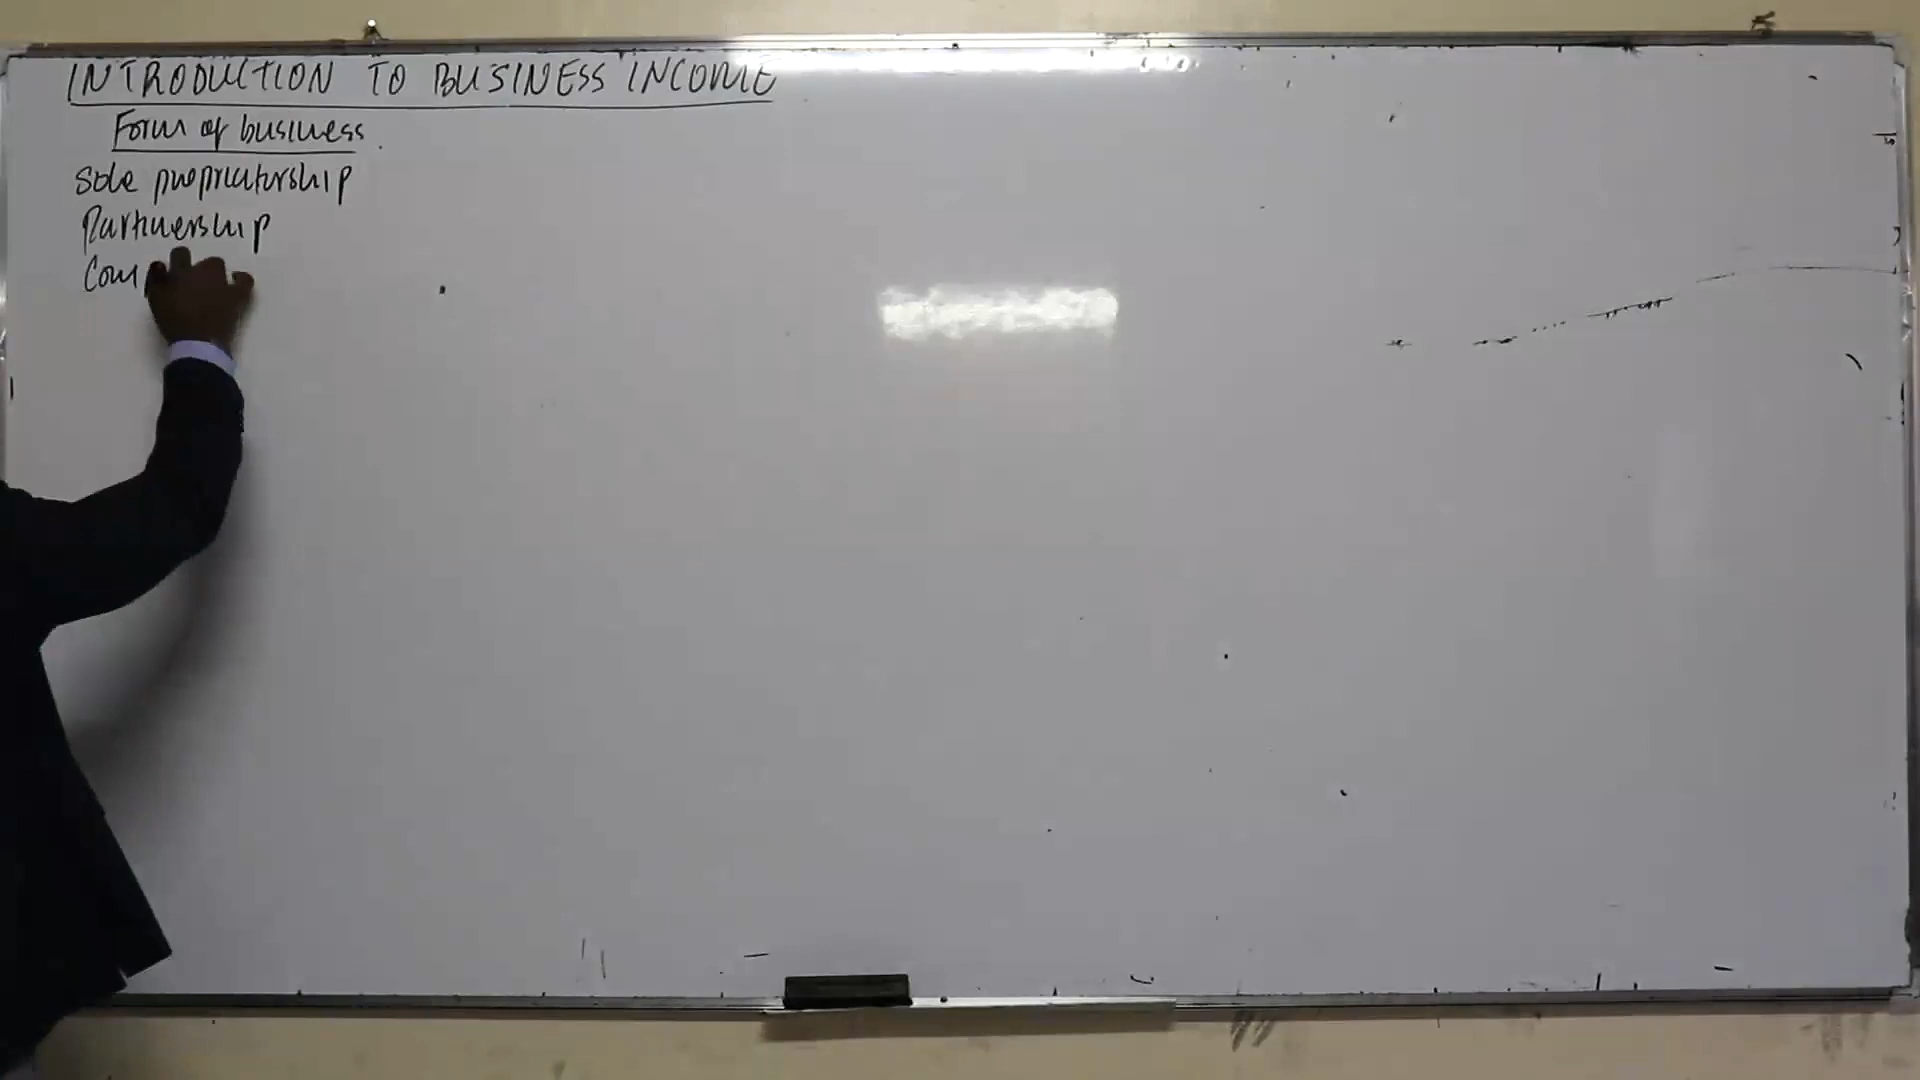 INTRODUCTION TO BUSINESS INCOME
Form of business
Sole proprietorship
Partnership
Com